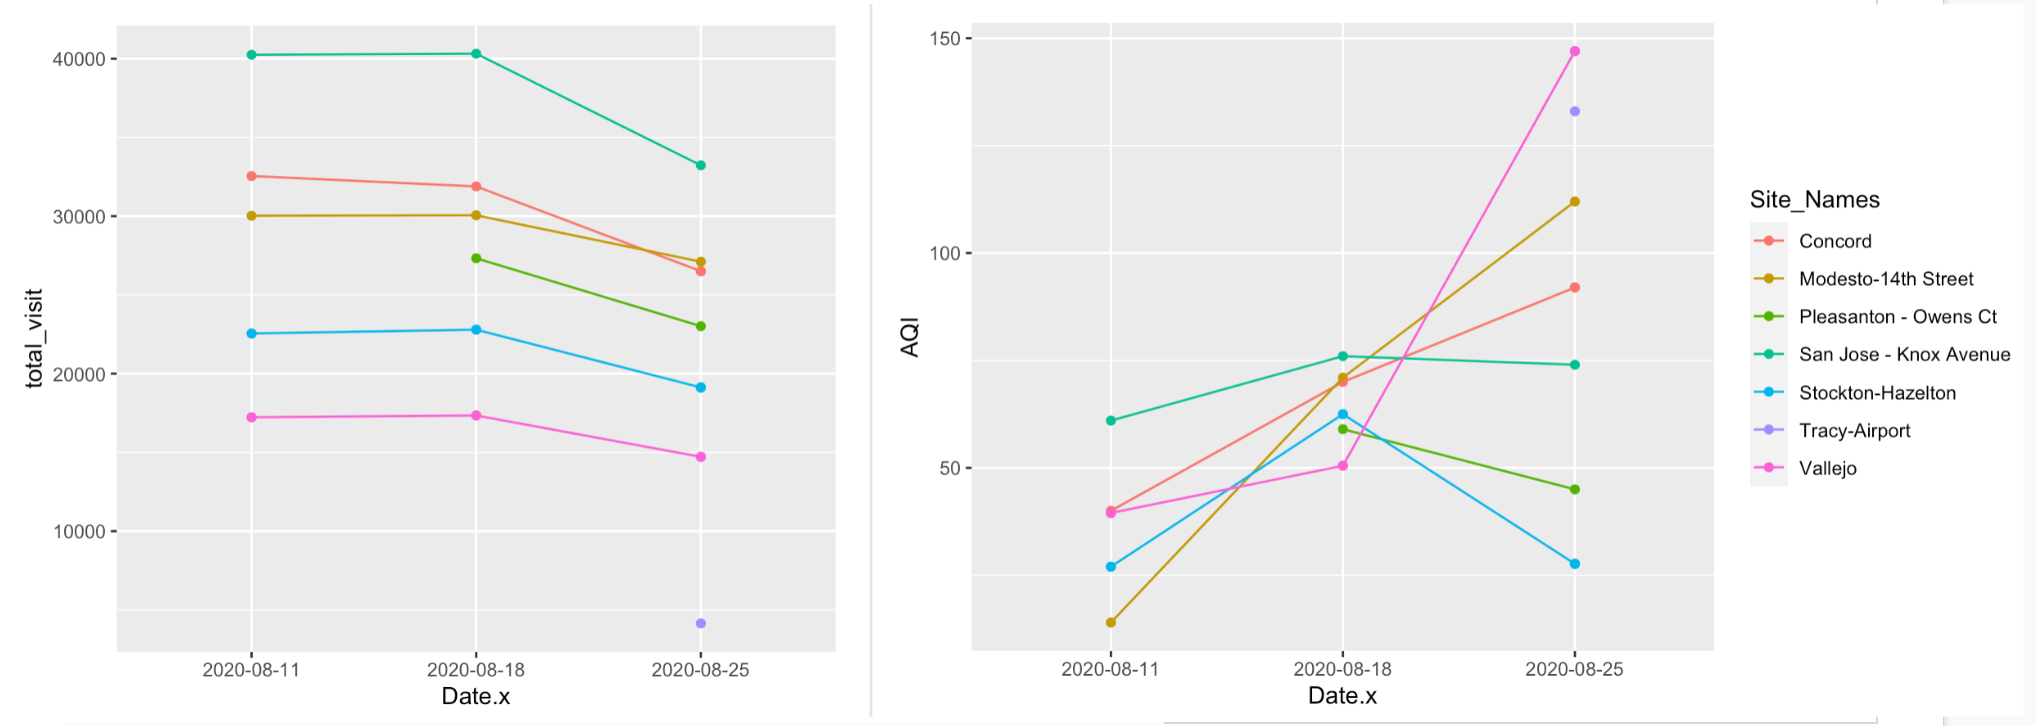 40000
30000
20000
10000
total_visit
2020-08-11 2020-08-18 2020-08-25
Date.x
150
100
50
AQI
2020-08-11 2020-08-18 2020-08-25
Date.x
Site_Names
Concord
Modesto-14th Street
Pleasanton - Owens Ct
San Jose - Knox Avenue
Stockton-Hazelton
Tracy-Airport
Vallejo